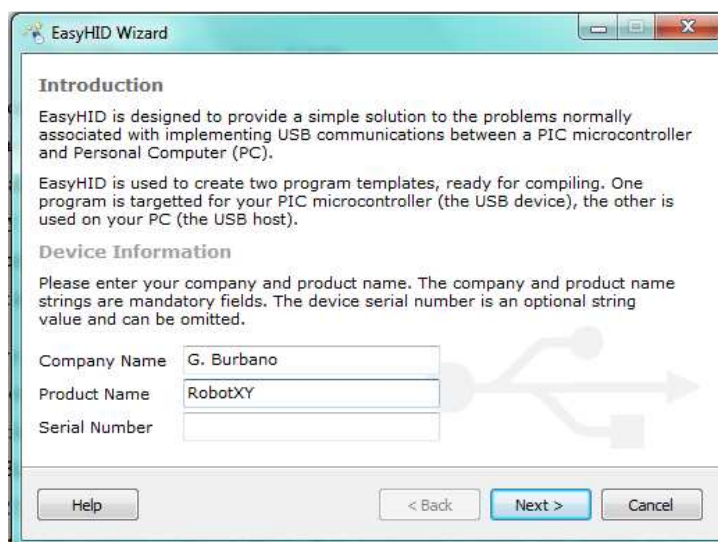 EasyHID Wizard
Introduction
EasyHID is designed to provide a simple solution to the problems normally
associated with implementing USB communications between a PIC microcontroller
and Personal Computer (PC).
EasyHID is used to create two program templates, ready for compiling. One
program is targetted for your PIC microcontroller (the USB device), the other is
used on your PC (the USB host).
Device Information
Please enter your company and product name. The company and product name
strings are mandatory fields. The device serial number is an optional string
value and can be omitted.
Company Name G. Burbano
Product Name RobotXY
Serial Number
Help < Back Next > Cancel